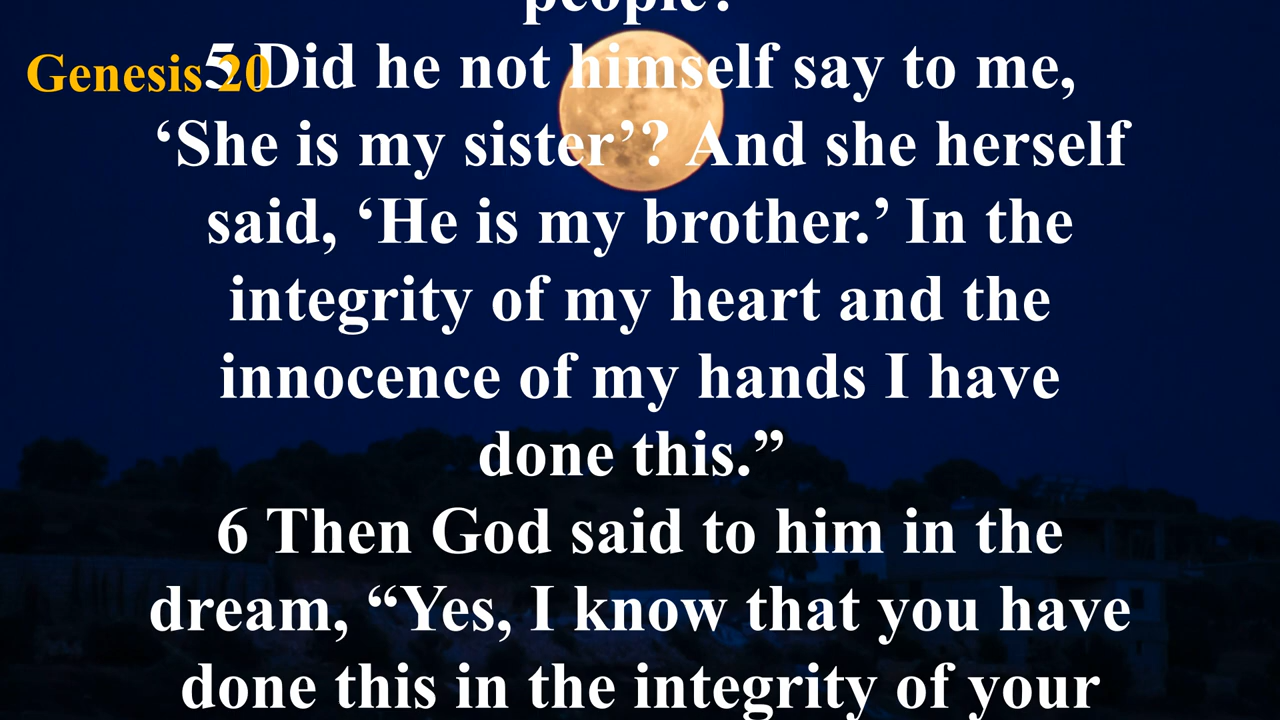 people?
Genesis 20
5 Did he not himself say to me,
‘She is my sister’? And she herself
said, ‘He is my brother.’ In the
integrity of my heart and the
innocence of my hands I have
done this.”
6 Then God said to him in the
dream, “Yes, I know that you have
done this in the integrity of your